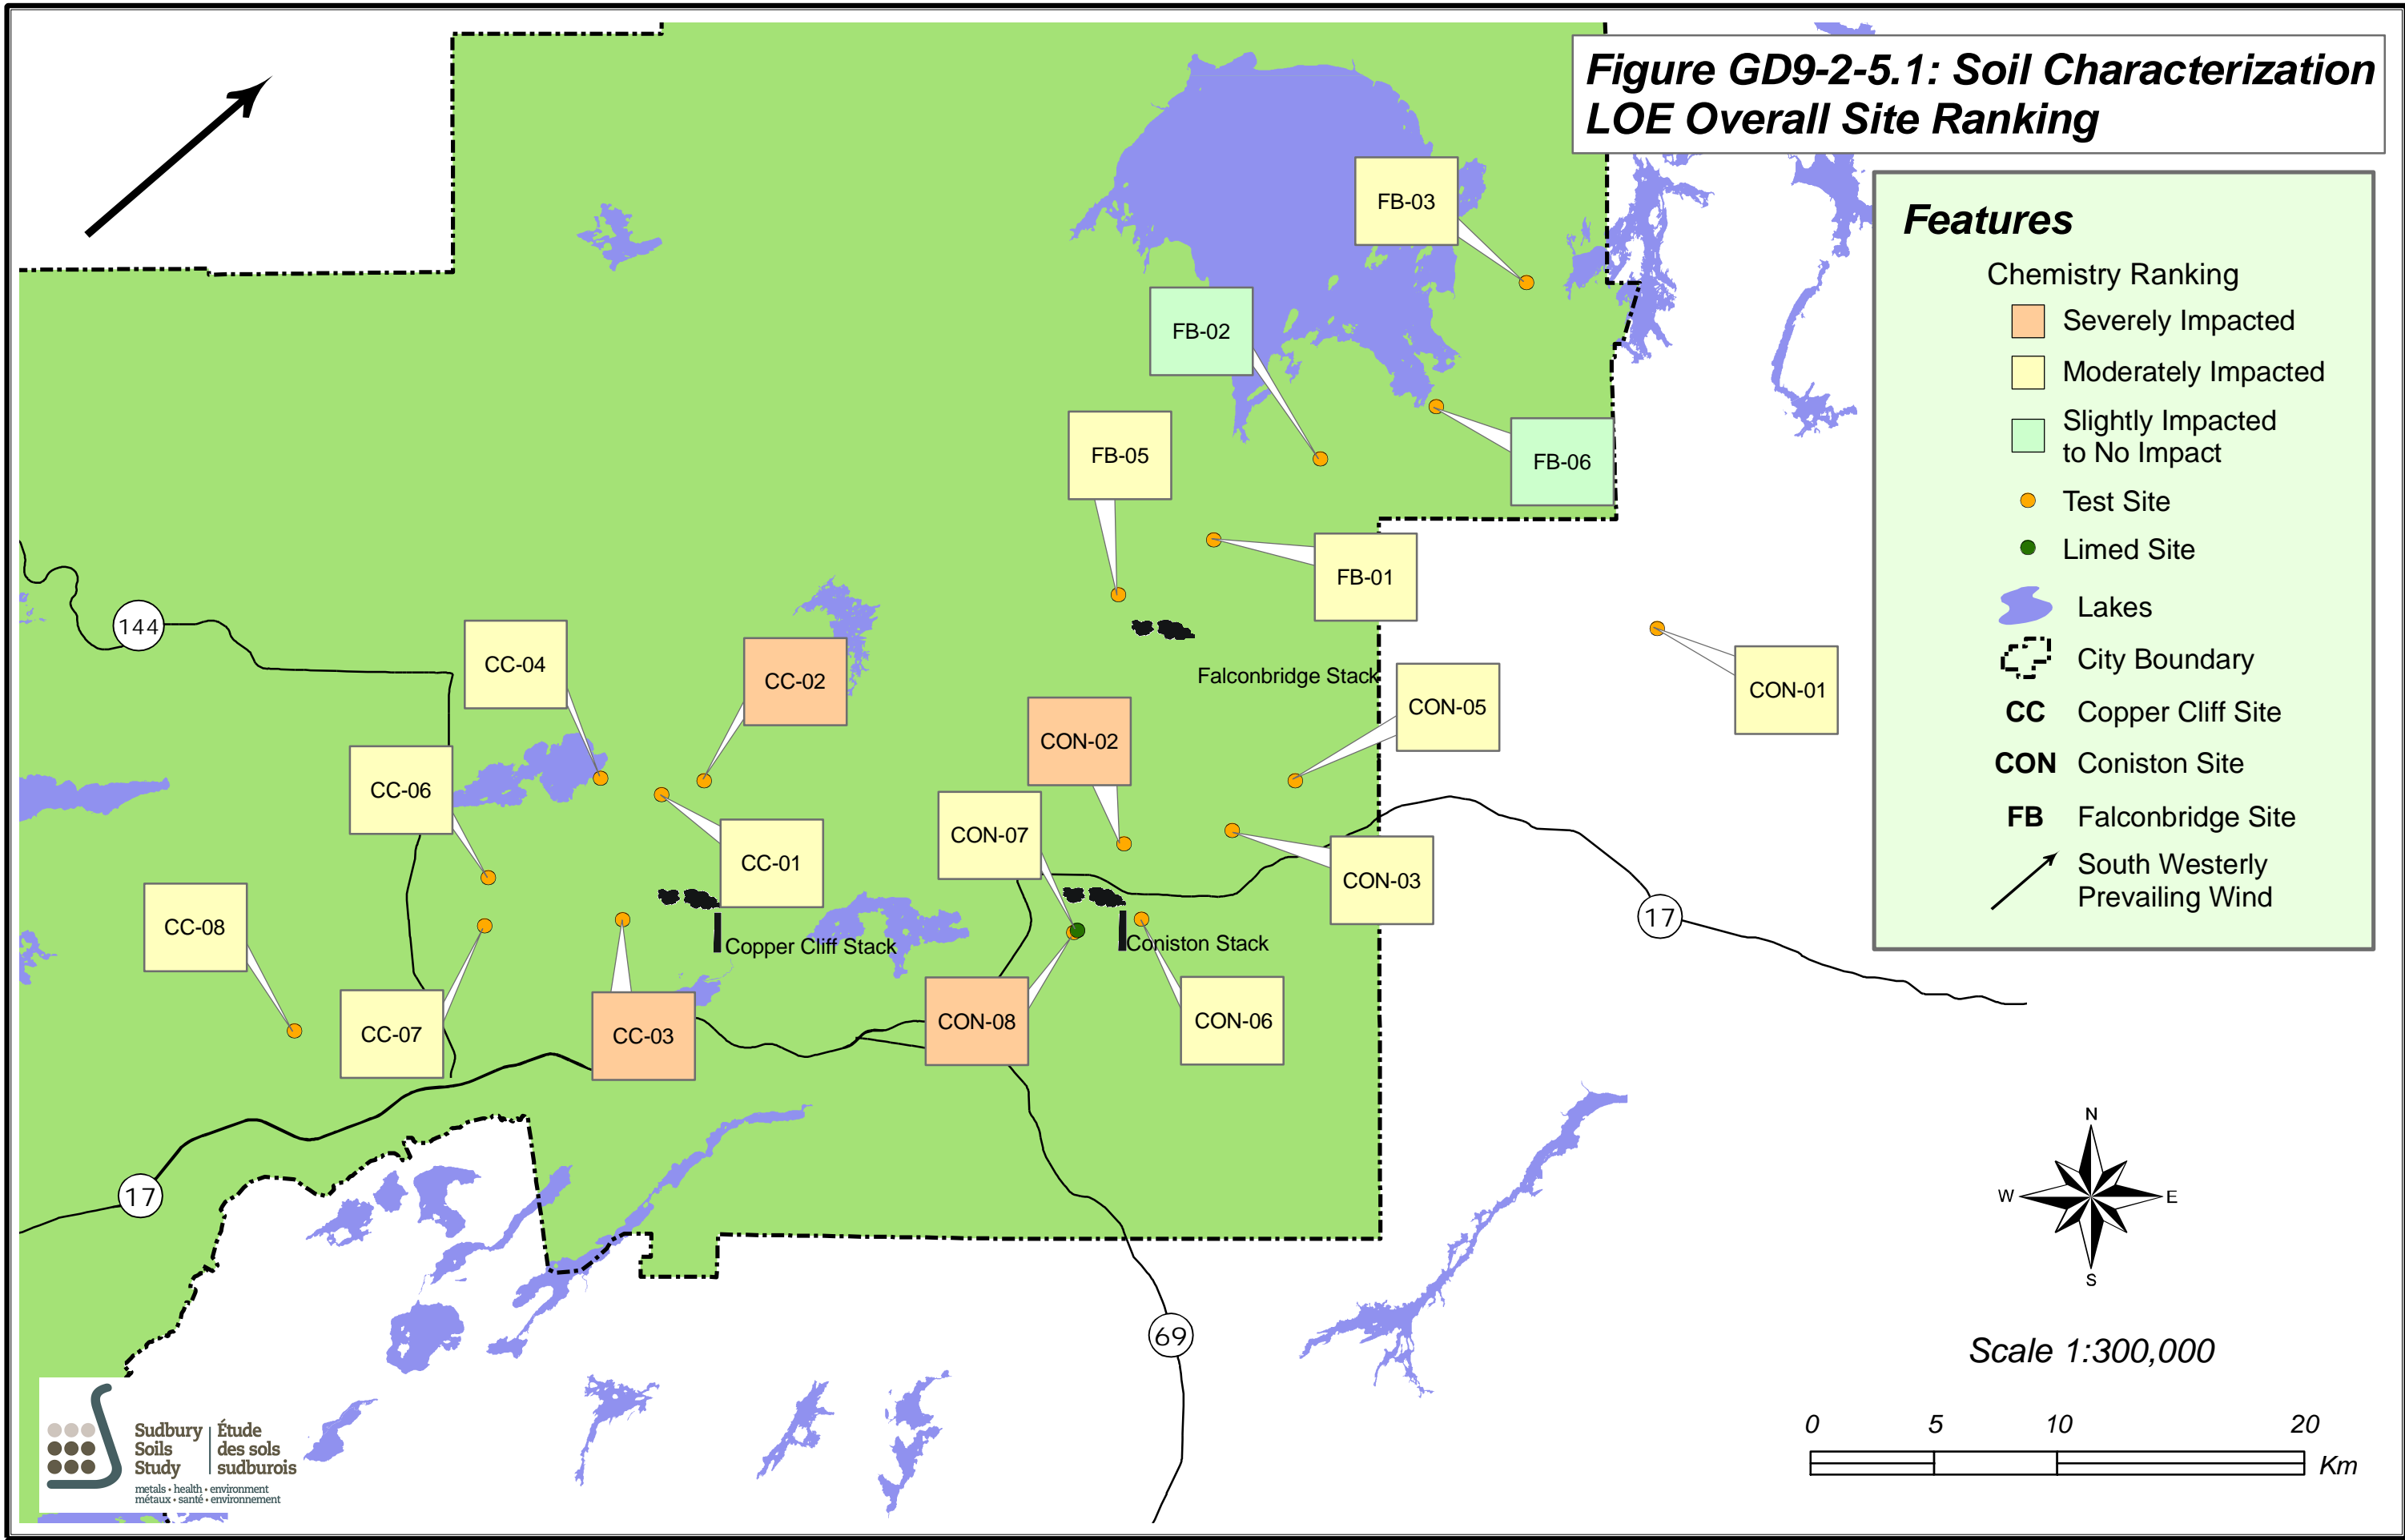 Figure GD9-2-5.1: Soil Characterization
LOE Overall Site Ranking
Features
Chemistry Ranking
Severely Impacted
Moderately Impacted
Slightly Impacted
to No Impact
Test Site
Limed Site
Lakes
City Boundary
CC Copper Cliff Site
CON Coniston Site
FB Falconbridge Site
South Westerly
Prevailing Wind
FB-03
FB-02
FB-05
FB-06
FB-01
144
CC-04
CC-02
Falconbridge Stack
CON-05
CON-01
CON-02
CC-06
CON-07
CC-01
CON-03
CC-08
17
Copper Cliff Stack
Coniston Stack
CC-07
CC-03
CON-08
CON-06
17
69
N
W
E
S
Scale 1:300,000
0 5 10 20
Km
Sudbury
Soils
Study
Étude
des sols
sudburois
metals • health • environment
métaux • santé • environnement